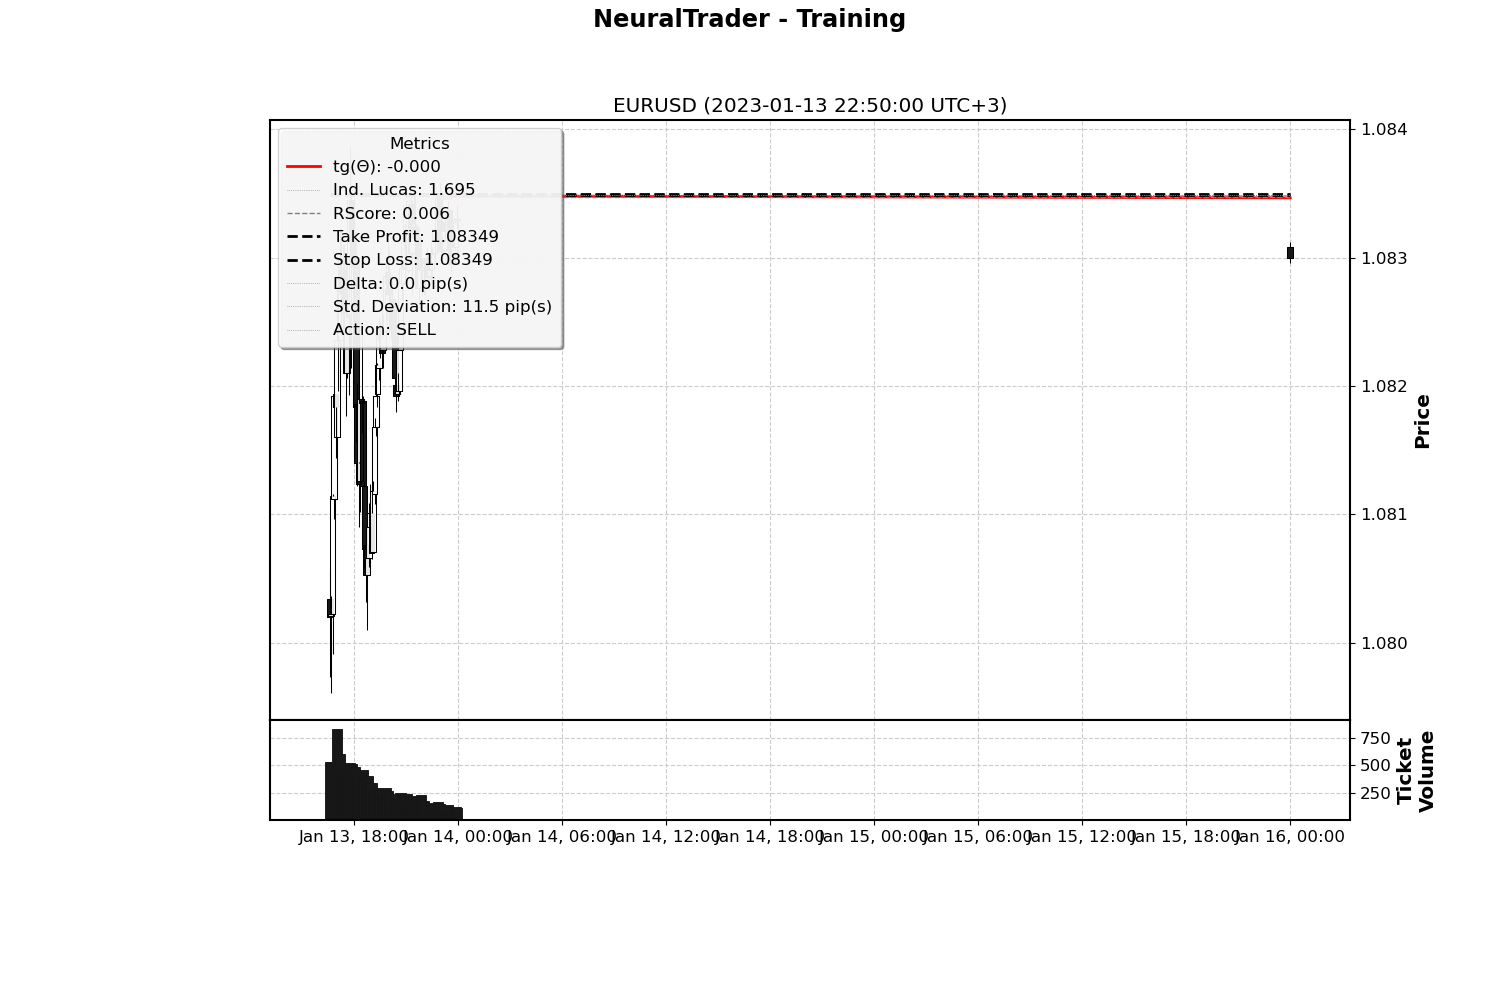 NeuralTrader - Training
EURUSD (2023-01-13 22:50:00 UTC+3)
Metrics
tg(Θ): -0.000
Ind. Lucas: 1.695
RScore: 0.006
Take Profit: 1.08349
Stop Loss: 1.08349
Delta: 0.0 pip(s)
Std. Deviation: 11.5 pip(s)
Action: SELL
1.084
1.083
1.082
1.081
1.080
Price
750
500
250
Ticket
Volume
Jan 13, 18:00
Jan 14, 00:00
Jan 14, 06:00
Jan 14, 12:00
Jan 14, 18:00
Jan 15, 00:00
Jan 15, 06:00
Jan 15, 12:00
Jan 15, 18:00
Jan 16, 00:00